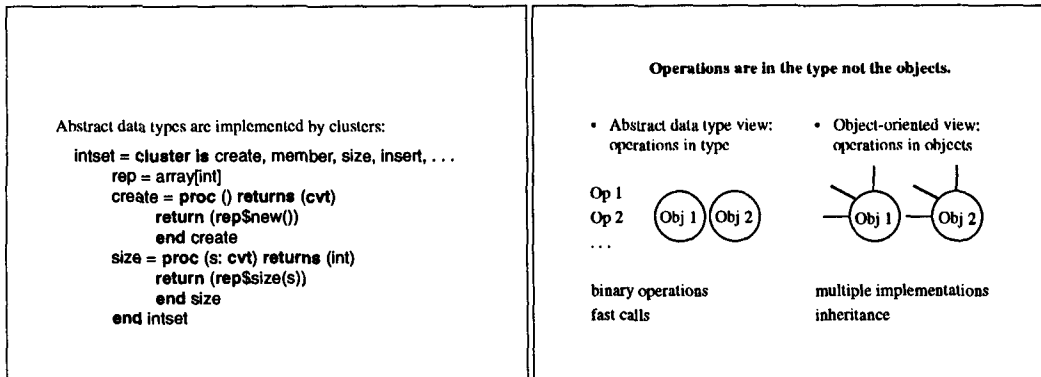 Abstract data types are implemented by clusters:
intset = cluster is create, member, size, insert, . . .
rep = array[int]
create = proc () returns (cvt)
return (rep$new())
end create
size = proc (s: cvt) returns (int)
return (rep$size(s))
end size
end intset
Operations are in the type not the objects.
• Abstract data type view:
operations in type
Op 1
Op 2
. . .
Obj 1
Obj 2
binary operations
fast calls
• Object-oriented view:
operations in objects
Obj 1
Obj 2
multiple implementations
inheritance